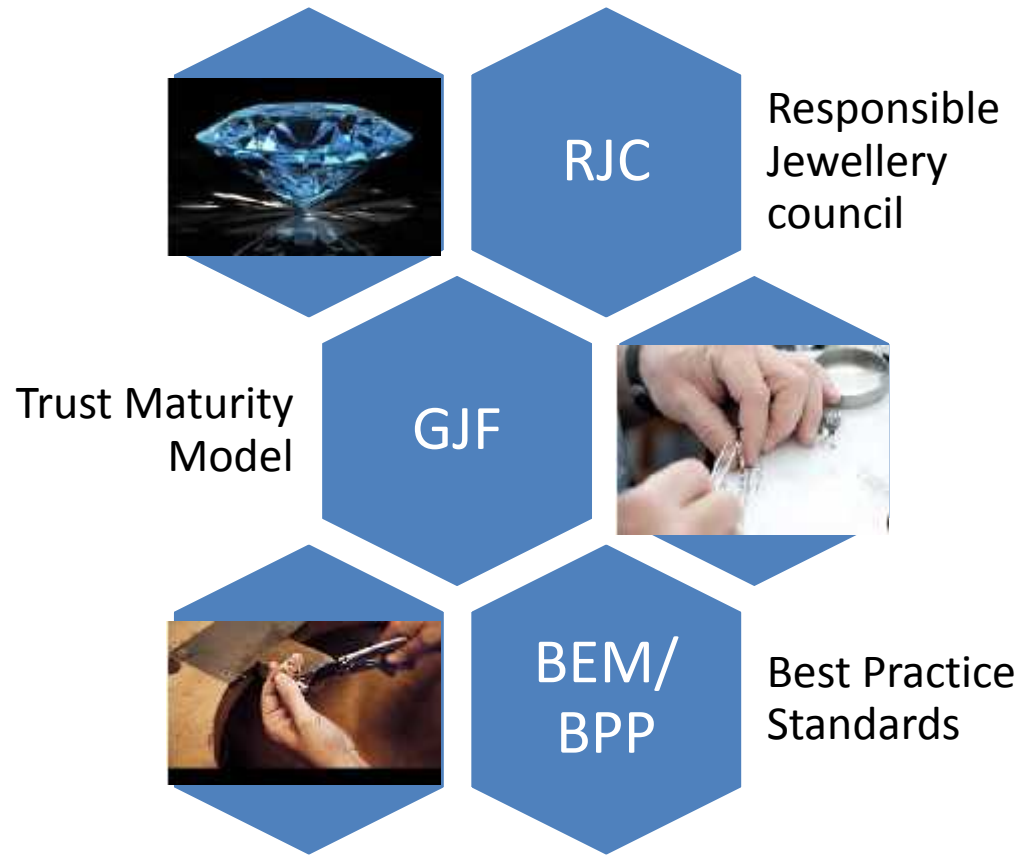 RJC
Responsible
Jewellery
council
Trust Maturity
Model
GJF
BEM/
BPP
Best Practice
Standards